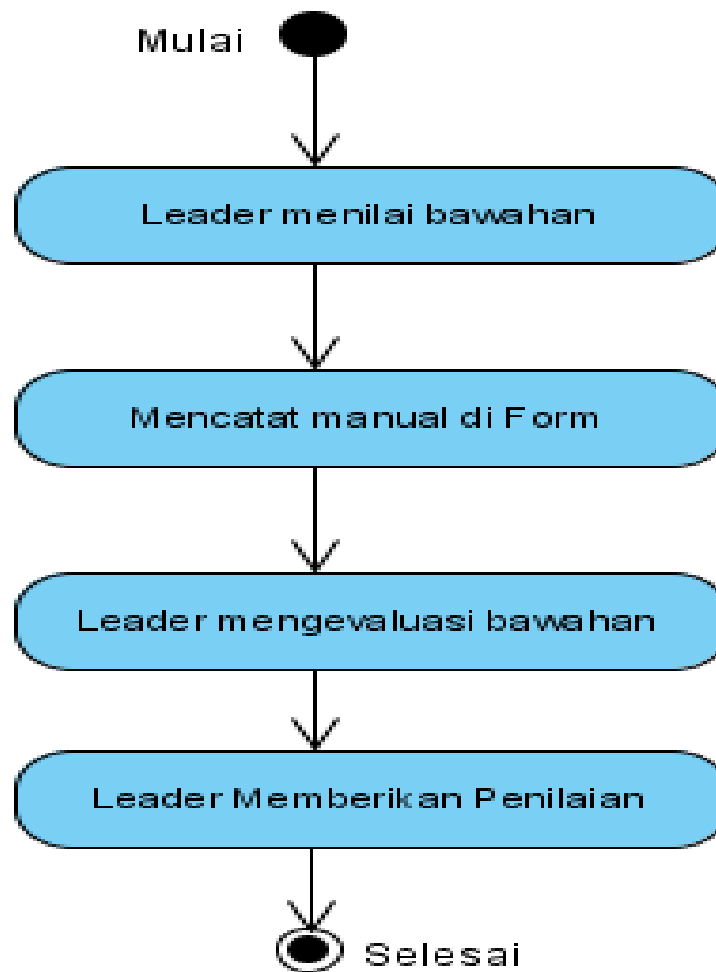 Mulai
Leader menilai bawahan
Mencatat manual di Form
Leader mengevaluasi bawahan
Leader Memberikan Penilaian
Selesai